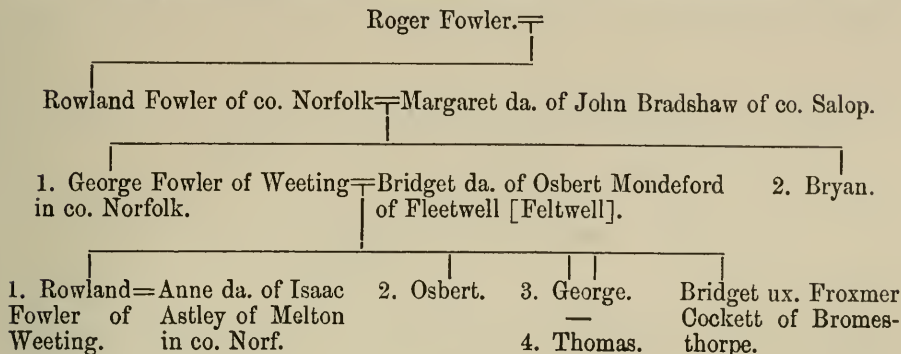 Roger Fowler.
Rowland Fowler of co. Norfolk=Margaret da. of John Bradshaw of co. Salop.
1. George Fowler of Weeting
in co. Norfolk.
=Bridget da. of Osbert Mondeford
of Fleetwell [Feltwell].
2. Bryan.
1. Rowland
Fowler of
Weeting.
=Anne da. of Isaac
Astley of Melton
in co. Norf.
2. Osbert.
3. George.
—
4. Thomas.
Bridget ux. Froxmer
Cockett of Bromes-
thorpe.